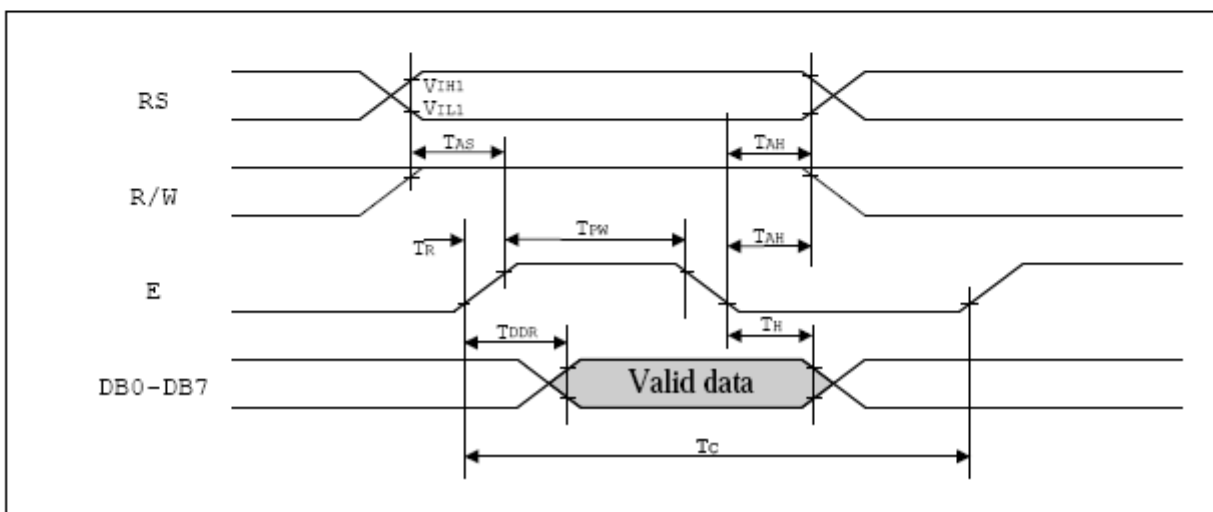 RS
VIH1
VIL1
TAS
TAH
R/W
TR
TPW
TAH
E
TDDR
TH
DB0-DB7
Valid data
TC